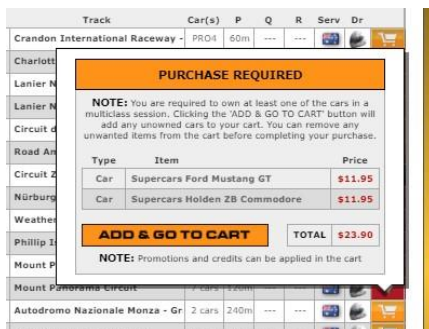 Track Car(s) P Q R Serv Dr
Crandon International Raceway - PRO4 60m --- ---
Charlott
Lanier N
Lanier N
Circuit d
Road Am
Circuit Z
Nürburg
Weather
Phillip I
Mount P
PURCHASE REQUIRED
NOTE: You are required to own at least one of the cars in a
multiclass session. Clicking the 'ADD & GO TO CART' button will
add any unowned cars to your cart. You can remove any
unwanted items from the cart before completing your purchase.
Type Item Price
Car Supercars Ford Mustang GT $11.95
Car Supercars Holden ZB Commodore $11.95
ADD & GO TO CART TOTAL $23.90
NOTE: Promotions and credits can be applied in the cart
Mount Panorama Circuit 7 cars 120m
Autodromo Nazionale Monza - Gr 2 cars 240m --- ---